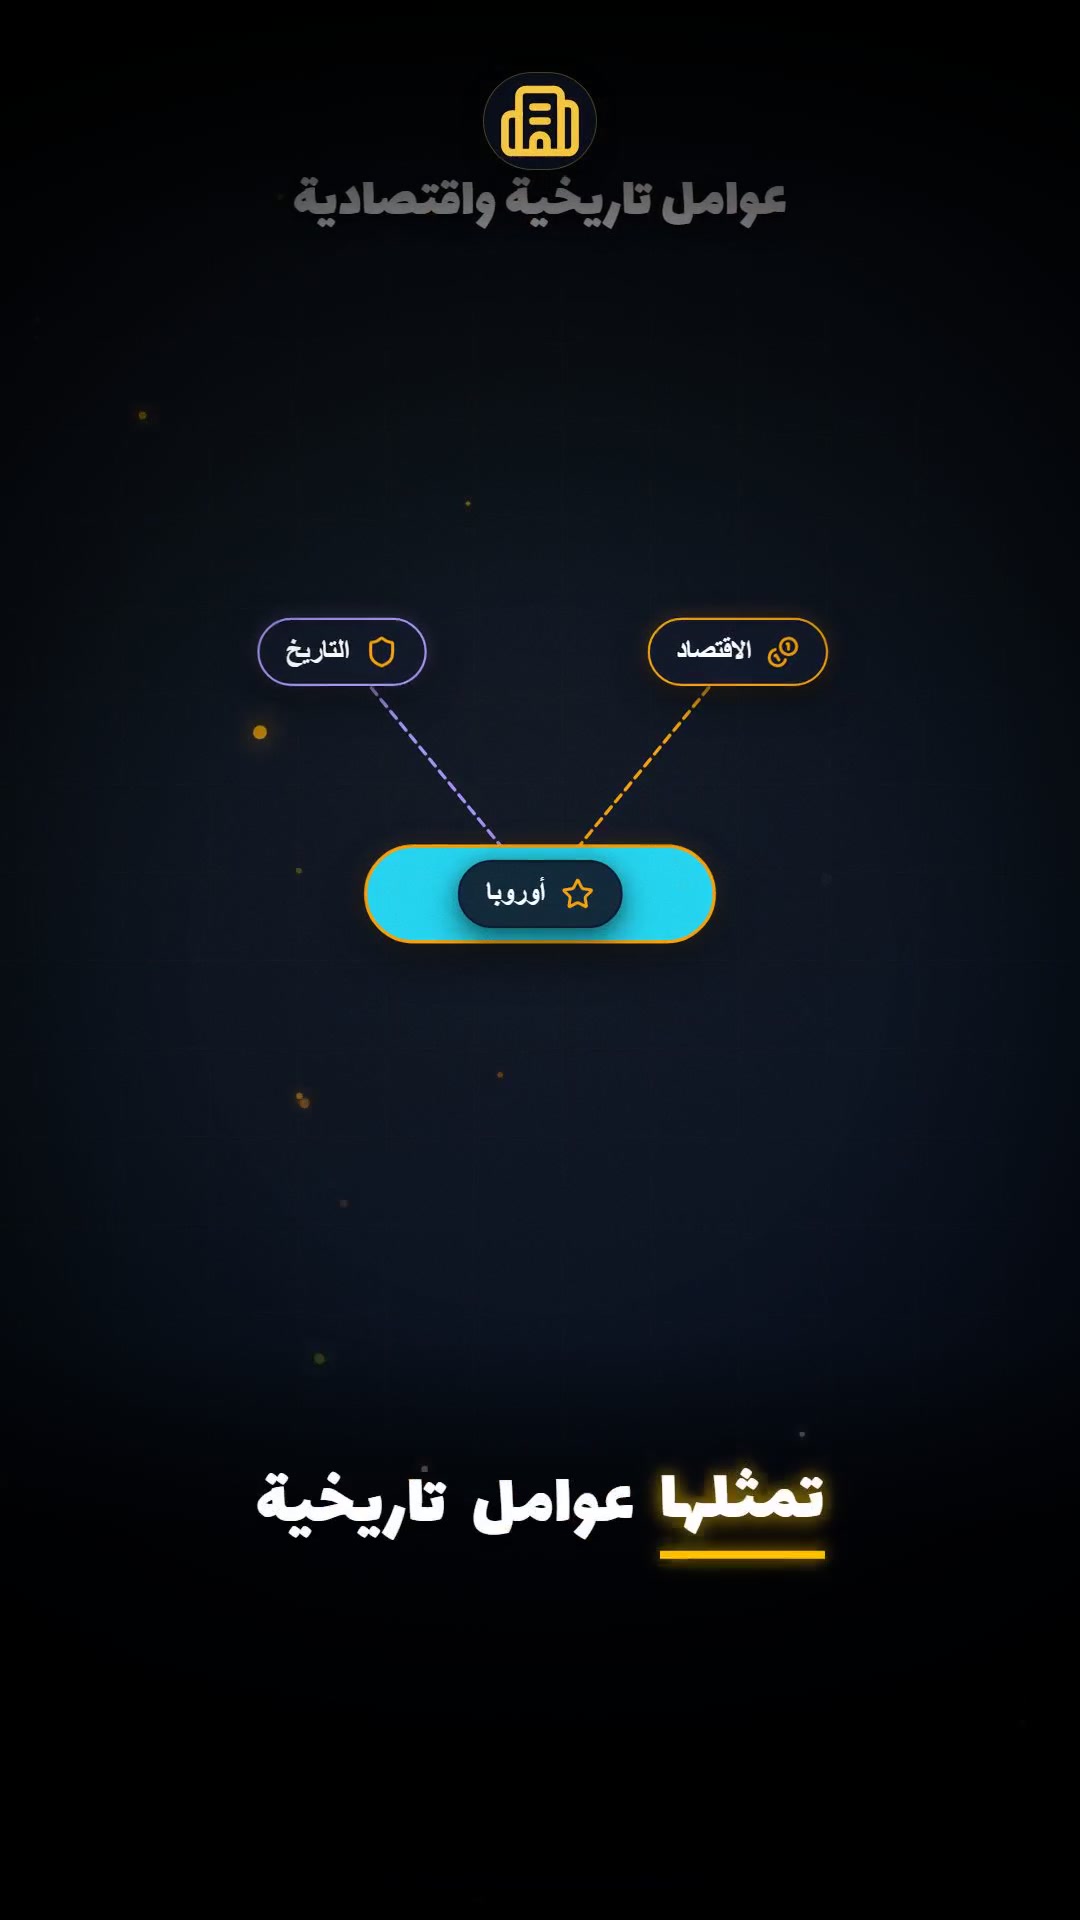 عوامل تاريخية واقتصادية
الاقتصاد
التاريخ
أوروبا
تمثلها عوامل تاريخية